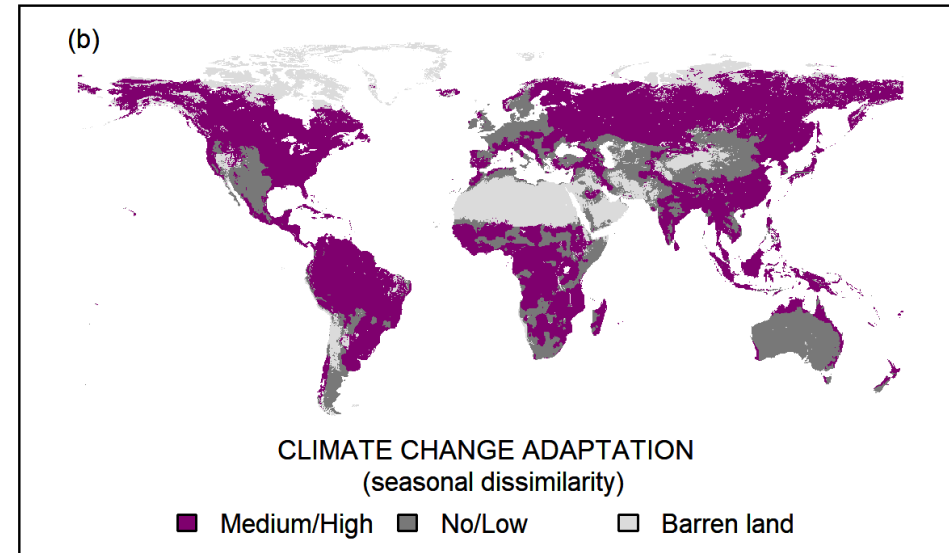 (b)
CLIMATE CHANGE ADAPTATION
(seasonal dissimilarity)
Medium/High No/Low Barren land